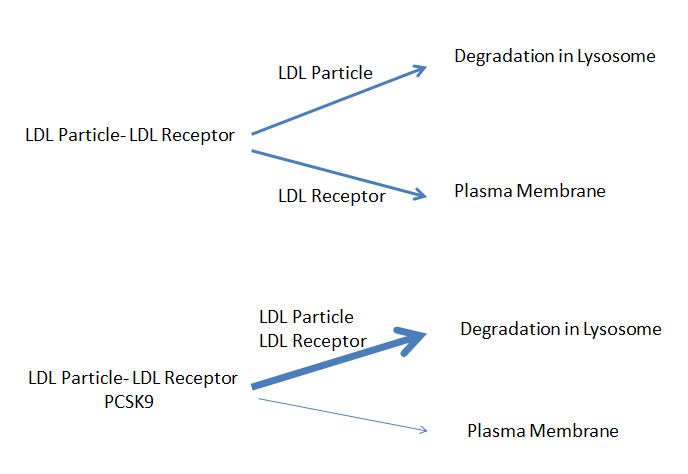 LDL Particle
Degradation in Lysosome
LDL Particle- LDL Receptor
LDL Receptor
Plasma Membrane
LDL Particle
LDL Receptor
Degradation in Lysosome
LDL Particle- LDL Receptor
PCSK9
Plasma Membrane